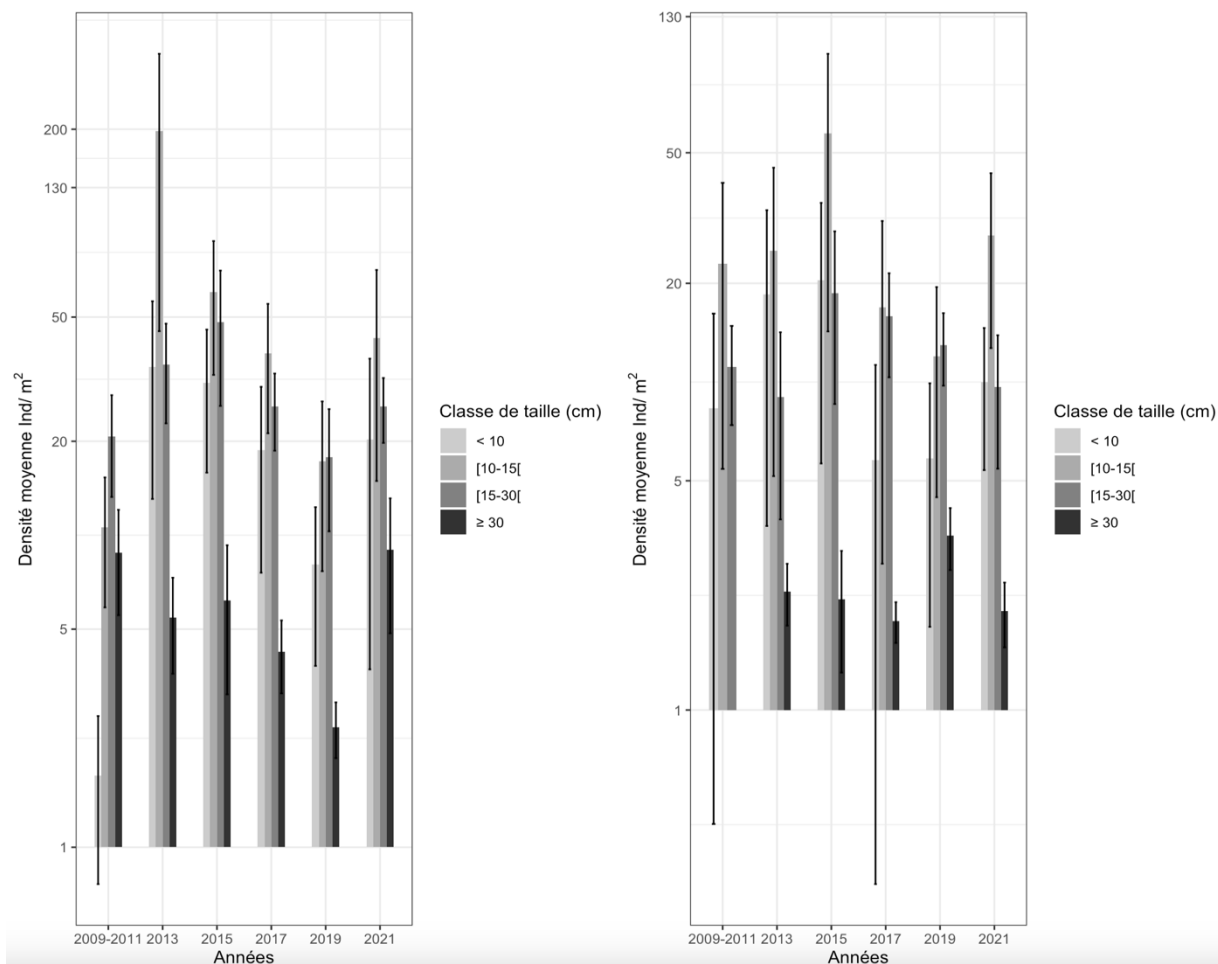 Densité moyenne Ind/ m²
200
130
50
20
5
1
2009-2011 2013 2015 2017 2019 2021
Années
Classe de taille (cm)
< 10
[10-15[
[15-30[
≥ 30
Densité moyenne Ind/ m²
130
50
20
5
1
2009-2011 2013 2015 2017 2019 2021
Années
Classe de taille (cm)
< 10
[10-15[
[15-30[
≥ 30